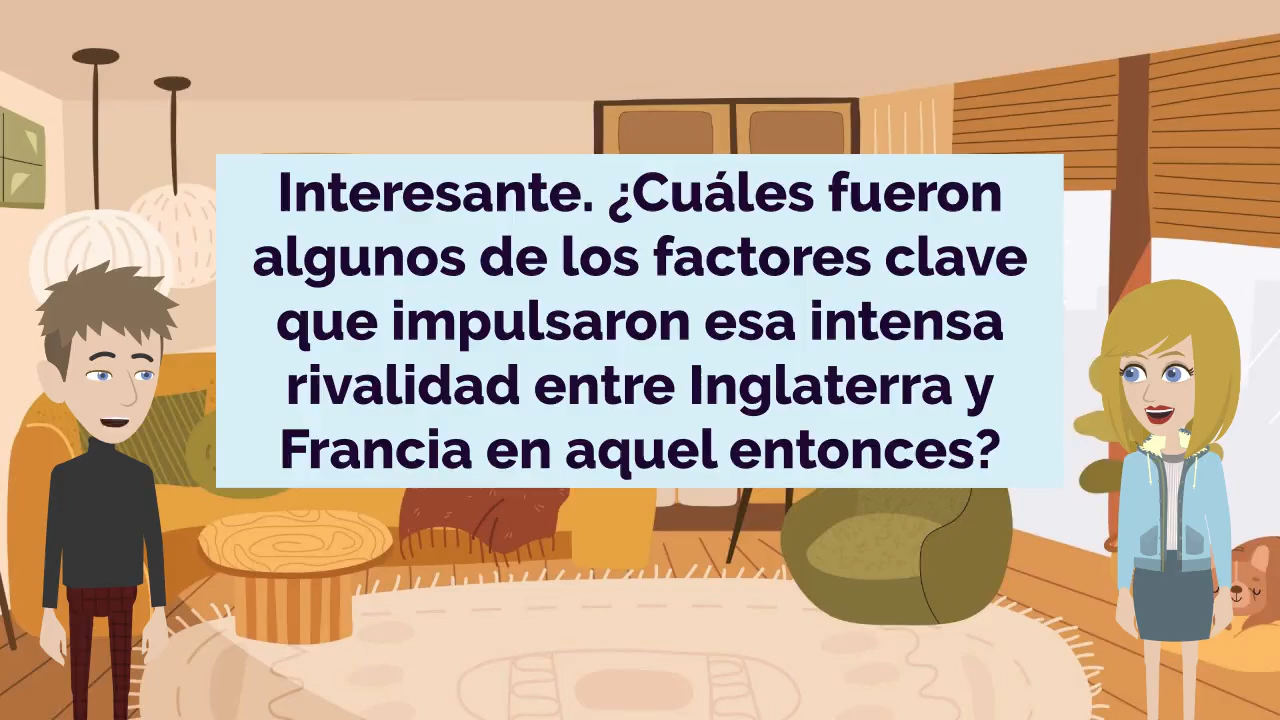 Interesante. ¿Cuáles fueron
algunos de los factores clave
que impulsaron esa intensa
rivalidad entre Inglaterra y
Francia en aquel entonces?